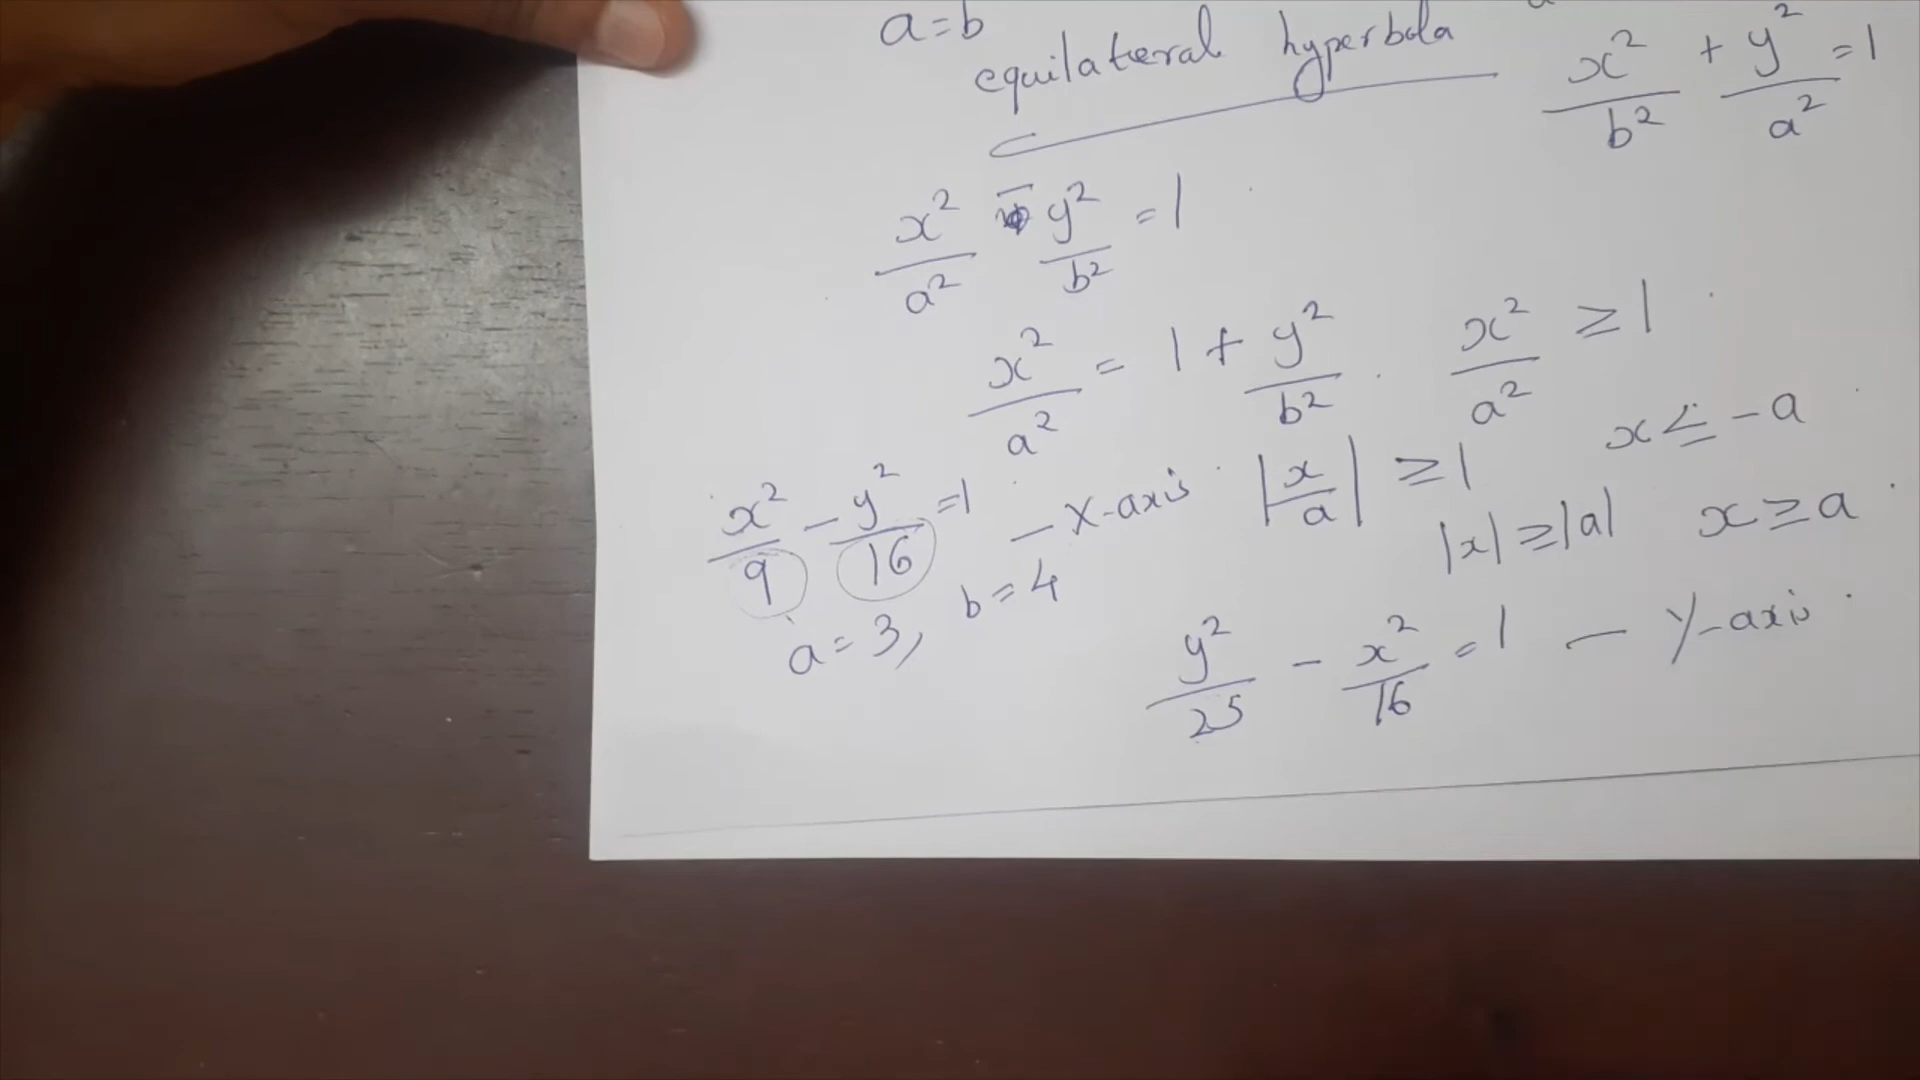 a=b
equilateral hyperbola
x²/b² + y²/a² = 1
x²/a² - y²/b² = 1
x²/a² = 1 + y²/b² . x²/a² ≥ 1
x ≤ -a
x²/9 - y²/16 = 1 — X-axis |x/a| ≥ 1
|x| ≥ |a| x ≥ a
a = 3, b = 4
y²/25 - x²/16 = 1 — Y-axis